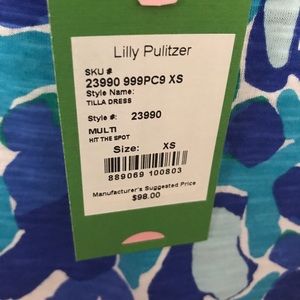 Lilly Pulitzer
SKU #
23990 999PC9 XS
Style Name:
TILLA DRESS
Style #: 23990
MULTI
HIT THE SPOT
Size: XS
889069 100803
Manufacturer's Suggested Price
$98.00